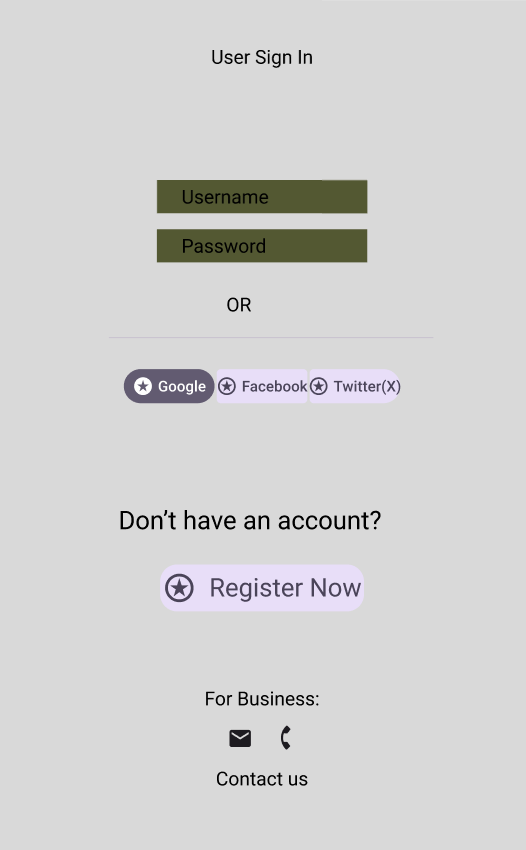 User Sign In
Username
Password
OR
Google Facebook Twitter(X)
Don’t have an account?
Register Now
For Business:
Contact us